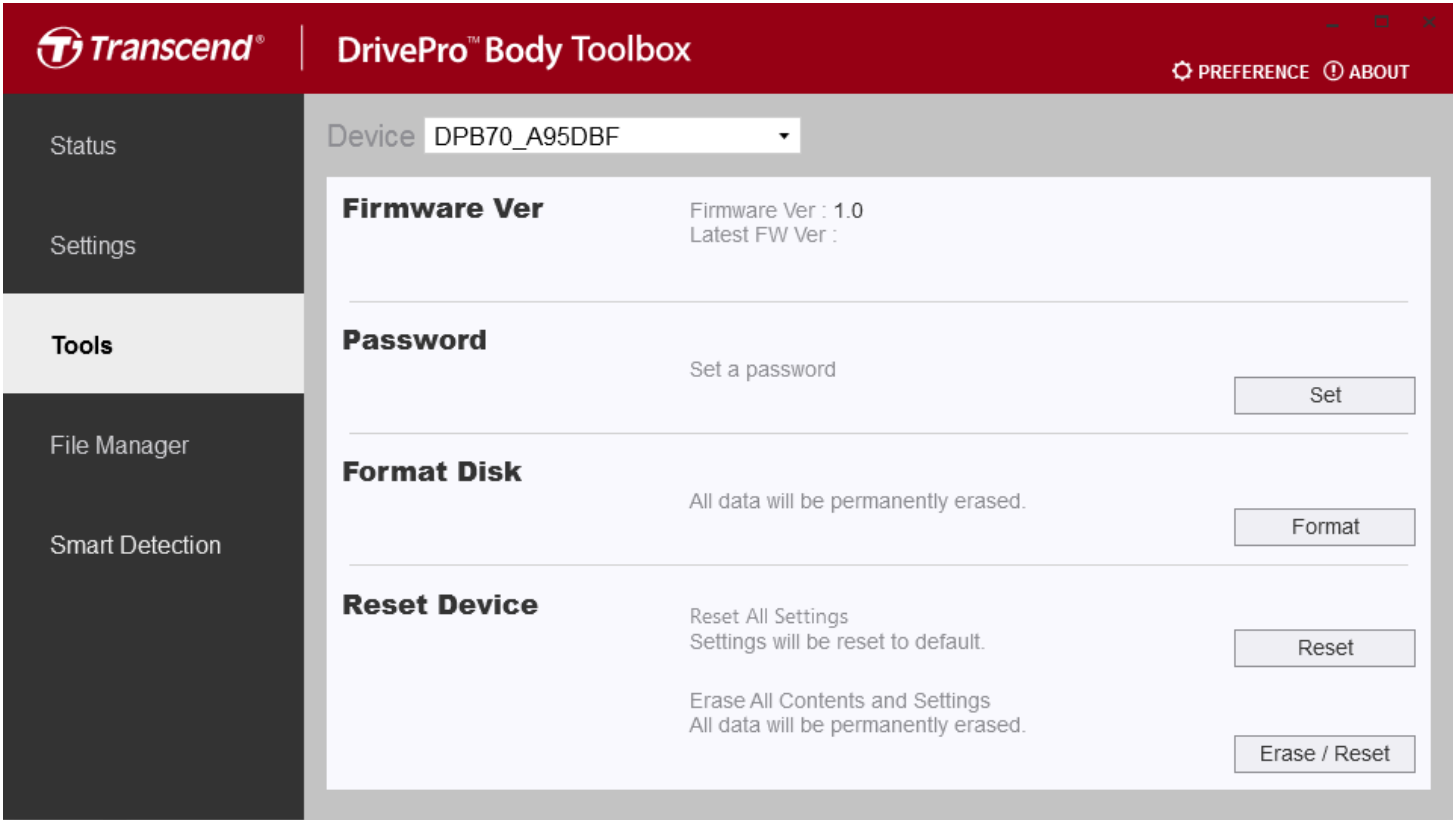 Transcend®
DrivePro™ Body Toolbox
PREFERENCE
ABOUT
Status
Settings
Tools
File Manager
Smart Detection
Device DPB70_A95DBF
Firmware Ver
Firmware Ver : 1.0
Latest FW Ver :
Password
Set a password
Set
Format Disk
All data will be permanently erased.
Format
Reset Device
Reset All Settings
Settings will be reset to default.
Reset
Erase All Contents and Settings
All data will be permanently erased.
Erase / Reset